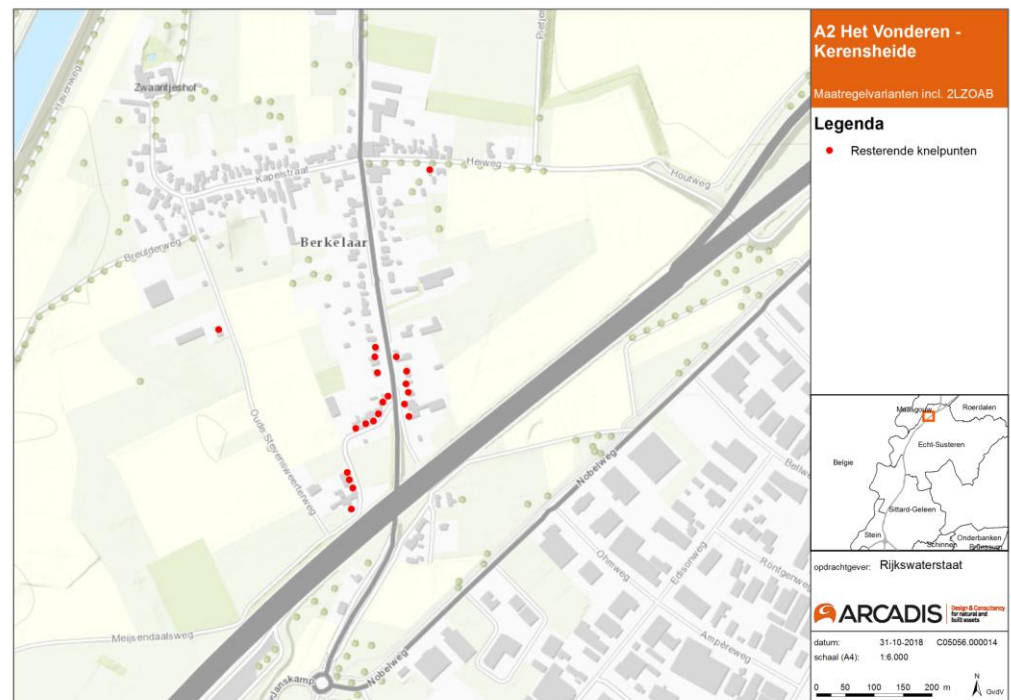 A2 Het Vonderen -
Kerensheide
Maatregelvarianten incl. 2LZOAB
Legenda
Resterende knelpunten
Havenweg
Zwaantjeshof
Kapelstraat
Heiweg
Houtweg
Breulderweg
Berkelaar
Oude Stevensweerterweg
Nobelweg
Ohmweg
Edisonweg
Röntgenweg
Ampèreweg
Meijsendaalsweg
Nobelweg
Maasgouw
Roerdalen
Echt-Susteren
Belgie
Sittard-Geleen
Stein
Schinnen
Onderbanken
Brunssum
opdrachtgever: Rijkswaterstaat
ARCADIS
Design & Consultancy
for natural and
built assets
datum: 31-10-2018 C05056.000014
schaal (A4): 1:6.000
0 50 100 150 200 m
N
GvdV